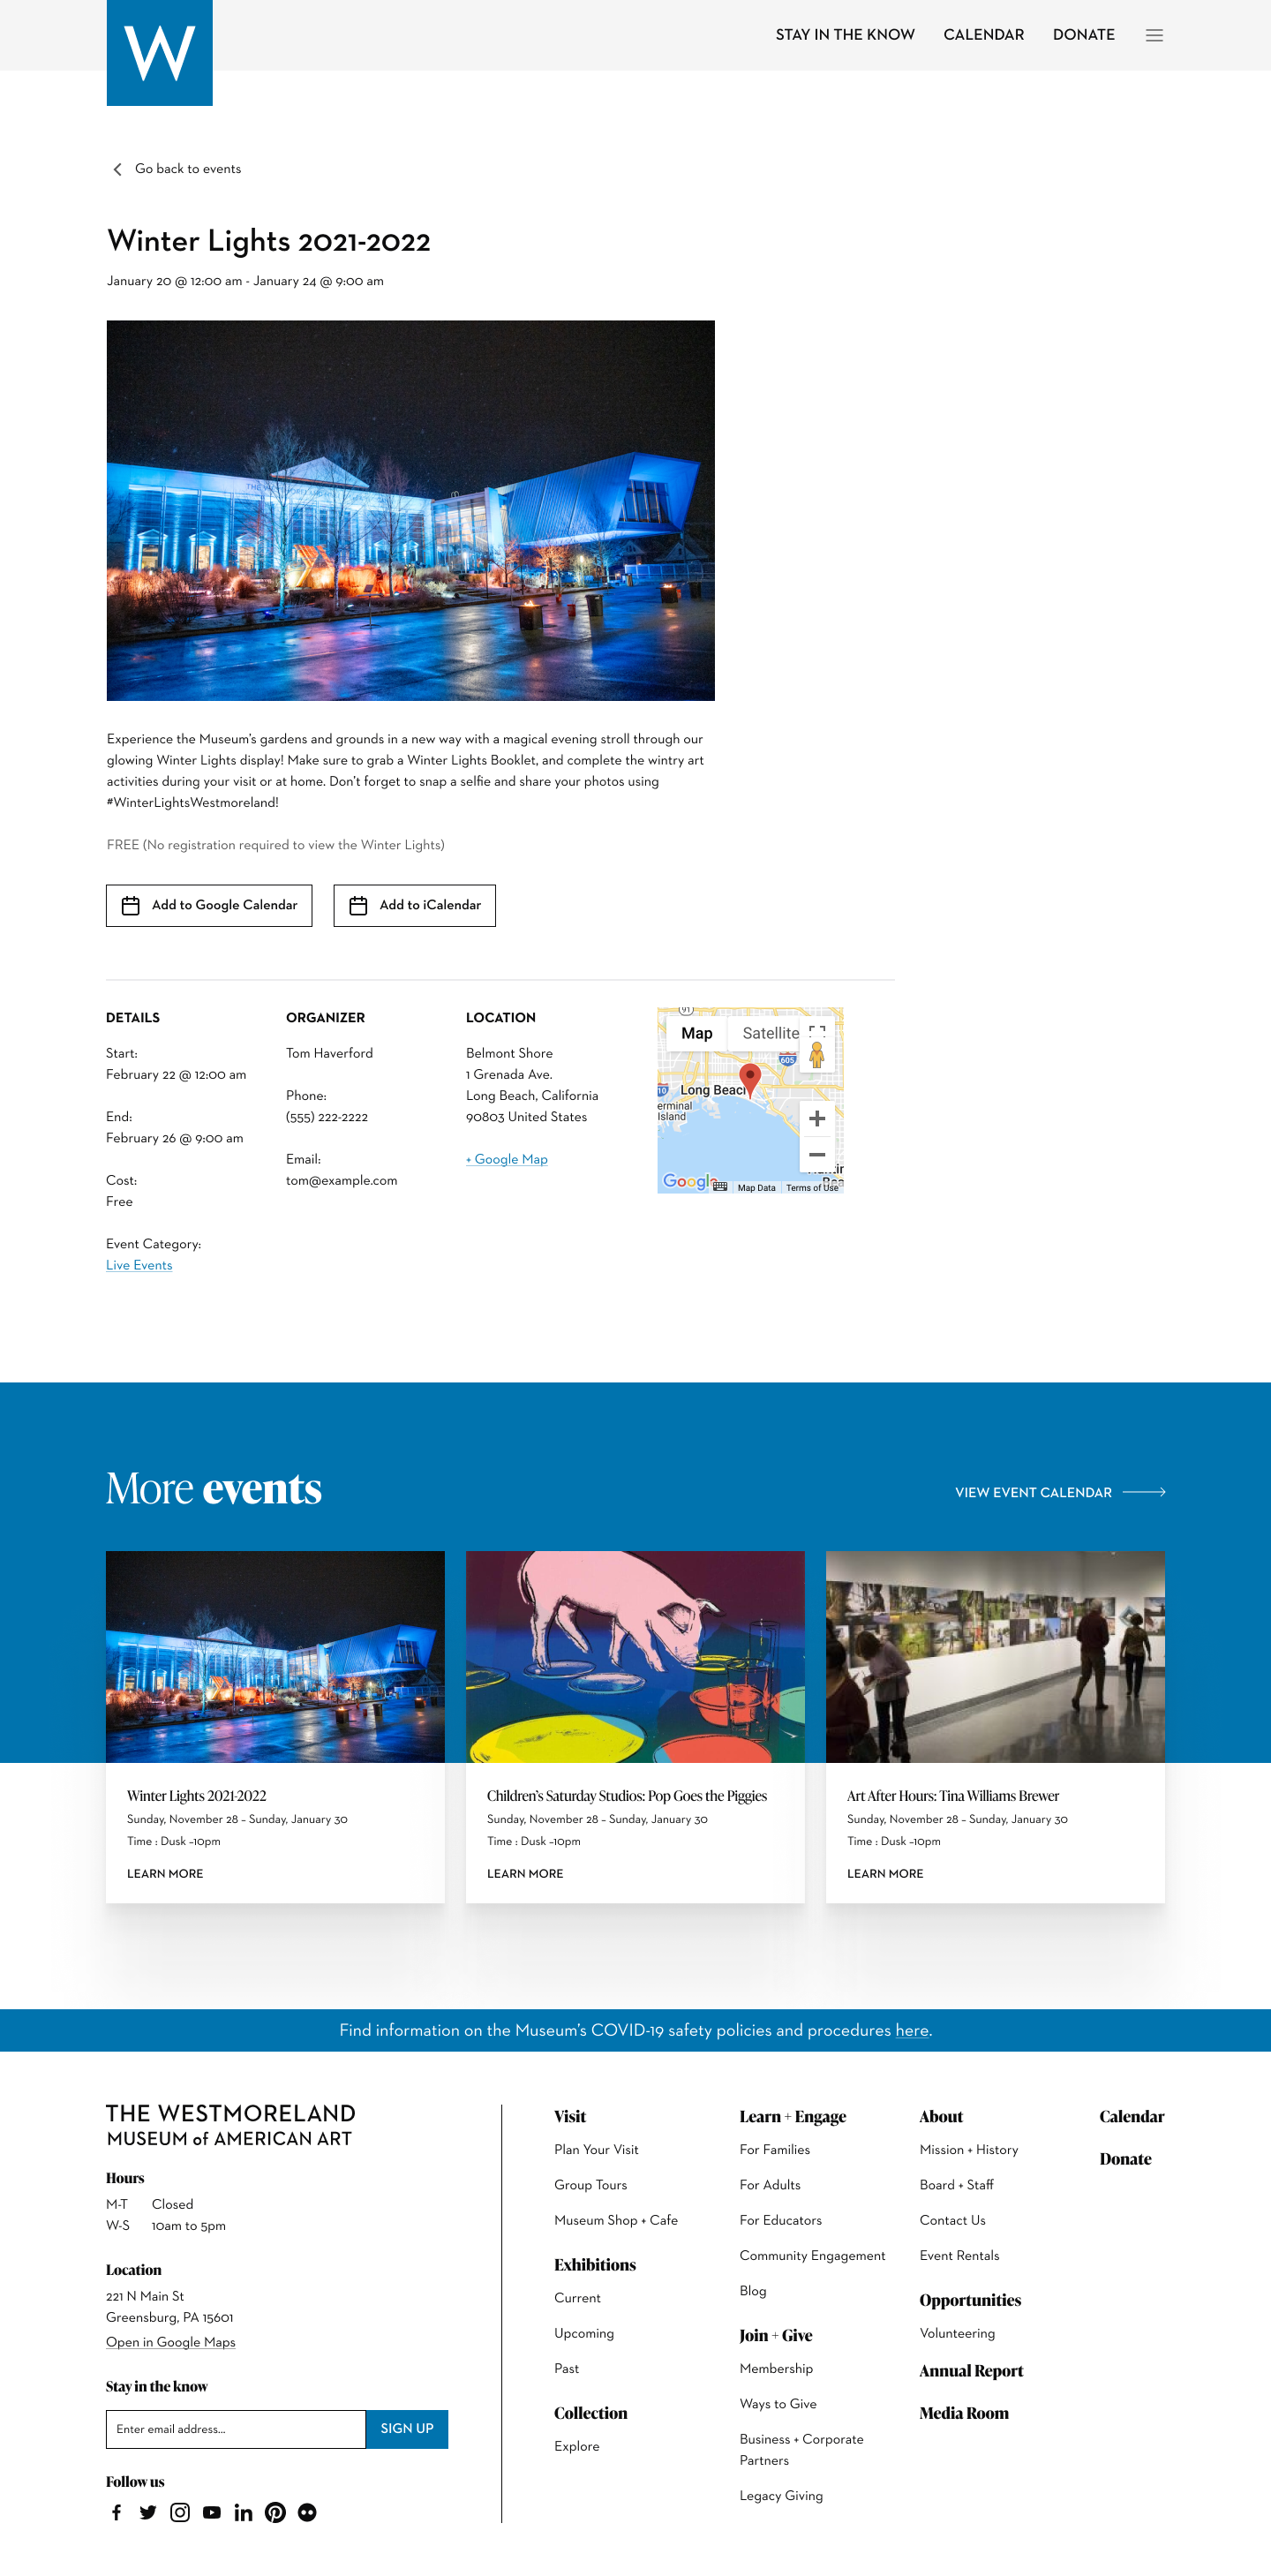 W
STAY IN THE KNOW
CALENDAR
DONATE
Go back to events
Winter Lights 2021-2022
January 20 @ 12:00 am - January 24 @ 9:00 am
Experience the Museum's gardens and grounds in a new way with a magical evening stroll through our
glowing Winter Lights display! Make sure to grab a Winter Lights Booklet, and complete the wintry art
activities during your visit or at home. Don't forget to snap a selfie and share your photos using
#WinterLightsWestmoreland!
FREE (No registration required to view the Winter Lights)
Add to Google Calendar
Add to iCalendar
DETAILS
Start:
February 22 @ 12:00 am
End:
February 26 @ 9:00 am
Cost:
Free
Event Category:
Live Events
ORGANIZER
Tom Haverford
Phone:
(555) 222-2222
Email:
tom@example.com
LOCATION
Belmont Shore
1 Grenada Ave.
Long Beach, California
90803 United States
+ Google Map
91
Map
Satellite
605
10
Long Beach
erminal
Island
Google
Map Data
Terms of Use
More events
VIEW EVENT CALENDAR
Winter Lights 2021-2022
Sunday, November 28 – Sunday, January 30
Time : Dusk –10pm
LEARN MORE
Children's Saturday Studios: Pop Goes the Piggies
Sunday, November 28 – Sunday, January 30
Time : Dusk –10pm
LEARN MORE
Art After Hours: Tina Williams Brewer
Sunday, November 28 – Sunday, January 30
Time : Dusk –10pm
LEARN MORE
Find information on the Museum's COVID-19 safety policies and procedures here.
THE WESTMORELAND
MUSEUM of AMERICAN ART
Hours
M-T Closed
W-S 10am to 5pm
Location
221 N Main St
Greensburg, PA 15601
Open in Google Maps
Stay in the know
Enter email address...
SIGN UP
Follow us
Visit
Plan Your Visit
Group Tours
Museum Shop + Cafe
Exhibitions
Current
Upcoming
Past
Collection
Explore
Learn + Engage
For Families
For Adults
For Educators
Community Engagement
Blog
Join + Give
Membership
Ways to Give
Business + Corporate
Partners
Legacy Giving
About
Mission + History
Board + Staff
Contact Us
Event Rentals
Opportunities
Volunteering
Annual Report
Media Room
Calendar
Donate